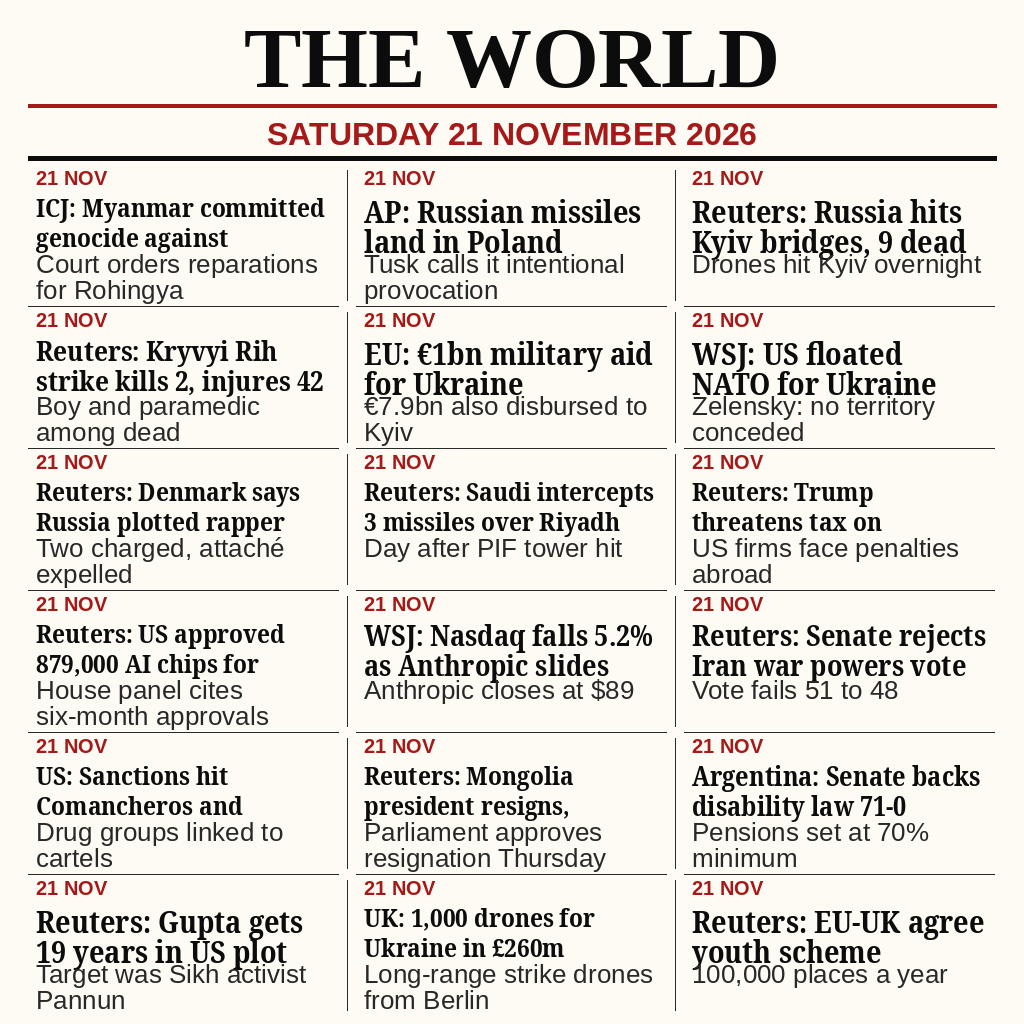 THE WORLD
SATURDAY 21 NOVEMBER 2026
21 NOV
ICJ: Myanmar committed
genocide against
Court orders reparations
for Rohingya
21 NOV
AP: Russian missiles
land in Poland
Tusk calls it intentional
provocation
21 NOV
Reuters: Russia hits
Kyiv bridges, 9 dead
Drones hit Kyiv overnight
21 NOV
Reuters: Kryvyi Rih
strike kills 2, injures 42
Boy and paramedic
among dead
21 NOV
EU: €1bn military aid
for Ukraine
€7.9bn also disbursed to
Kyiv
21 NOV
WSJ: US floated
NATO for Ukraine
Zelensky: no territory
conceded
21 NOV
Reuters: Denmark says
Russia plotted rapper
Two charged, attaché
expelled
21 NOV
Reuters: Saudi intercepts
3 missiles over Riyadh
Day after PIF tower hit
21 NOV
Reuters: Trump
threatens tax on
US firms face penalties
abroad
21 NOV
Reuters: US approved
879,000 AI chips for
House panel cites
six-month approvals
21 NOV
WSJ: Nasdaq falls 5.2%
as Anthropic slides
Anthropic closes at $89
21 NOV
Reuters: Senate rejects
Iran war powers vote
Vote fails 51 to 48
21 NOV
US: Sanctions hit
Comancheros and
Drug groups linked to
cartels
21 NOV
Reuters: Mongolia
president resigns,
Parliament approves
resignation Thursday
21 NOV
Argentina: Senate backs
disability law 71-0
Pensions set at 70%
minimum
21 NOV
Reuters: Gupta gets
19 years in US plot
Target was Sikh activist
Pannun
21 NOV
UK: 1,000 drones for
Ukraine in £260m
Long-range strike drones
from Berlin
21 NOV
Reuters: EU-UK agree
youth scheme
100,000 places a year